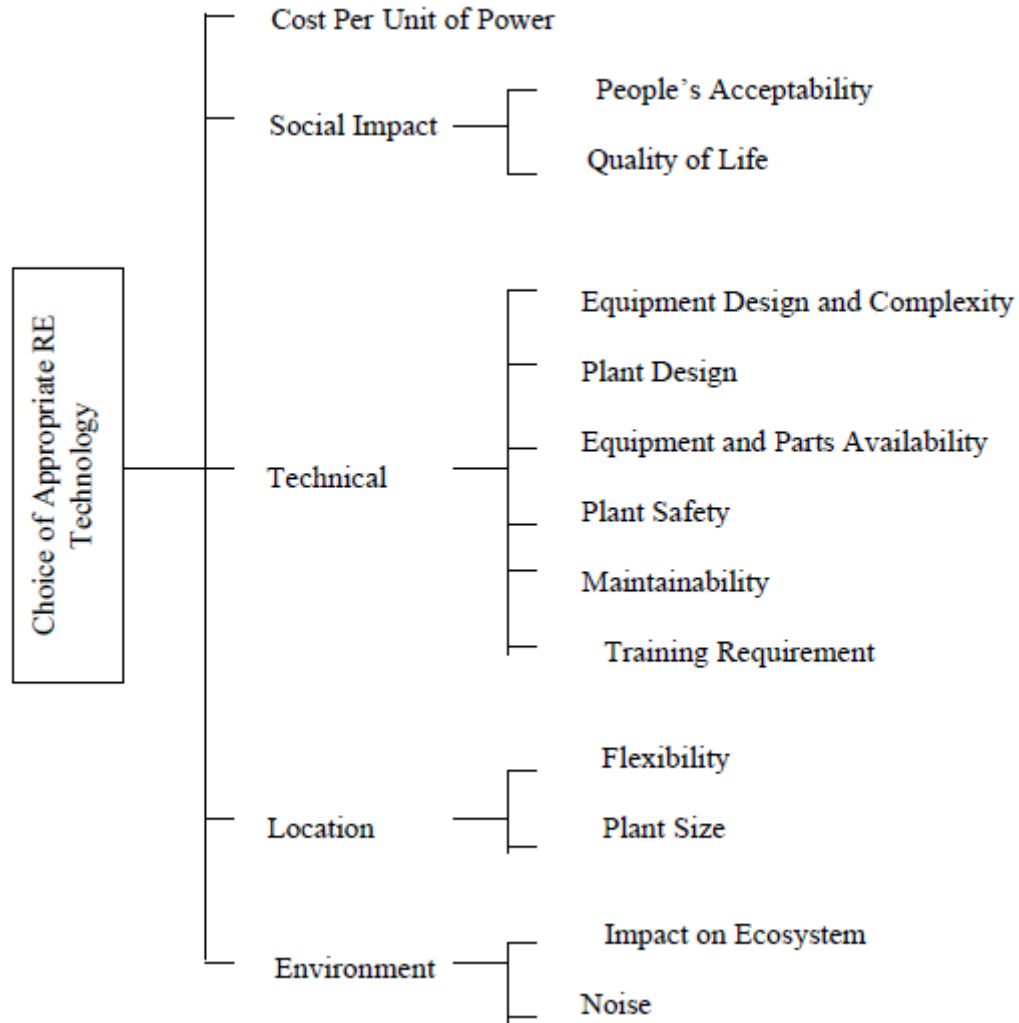 Choice of Appropriate RE
Technology
Cost Per Unit of Power
Social Impact
People’s Acceptability
Quality of Life
Technical
Equipment Design and Complexity
Plant Design
Equipment and Parts Availability
Plant Safety
Maintainability
Training Requirement
Location
Flexibility
Plant Size
Environment
Impact on Ecosystem
Noise